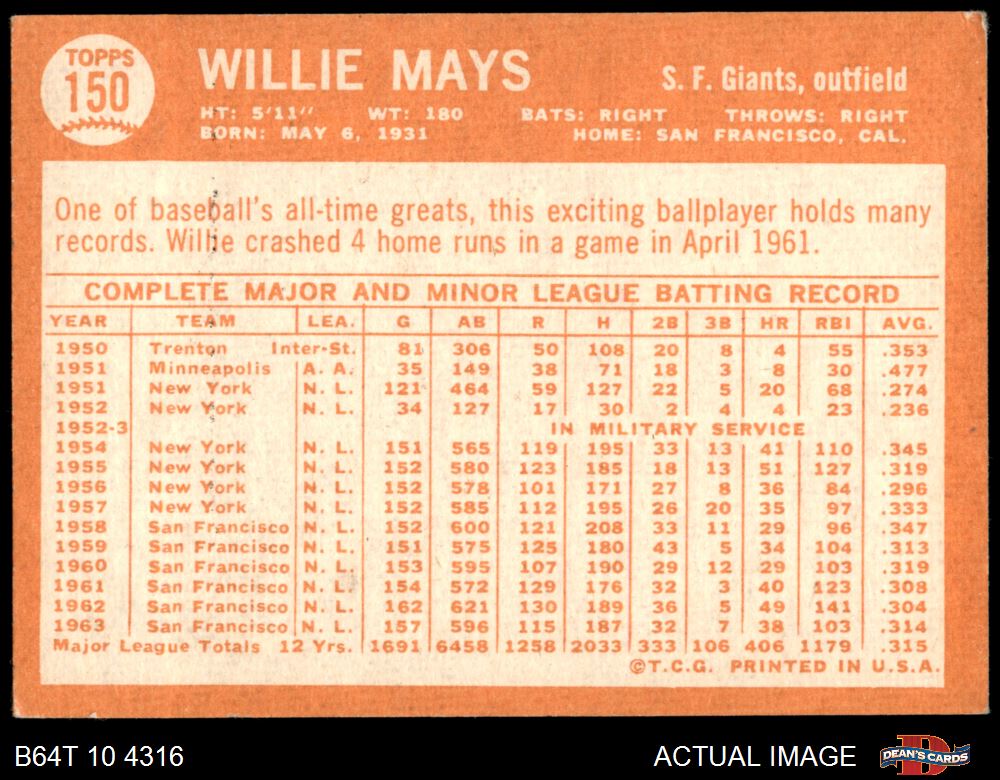 TOPPS
150
WILLIE MAYS
S. F. Giants, outfield
HT: 5'11" WT: 180 BATS: RIGHT THROWS: RIGHT
BORN: MAY 6, 1931 HOME: SAN FRANCISCO, CAL.
One of baseball's all-time greats, this exciting ballplayer holds many
records. Willie crashed 4 home runs in a game in April 1961.
COMPLETE MAJOR AND MINOR LEAGUE BATTING RECORD
YEAR TEAM LEA. G AB R H 2B 3B HR RBI AVG.
1950 Trenton Inter-St. 81 306 50 108 20 8 4 55 .353
1951 Minneapolis A. A. 35 149 38 71 18 3 8 30 .477
1951 New York N. L. 121 464 59 127 22 5 20 68 .274
1952 New York N. L. 34 127 17 30 2 4 4 23 .236
1952-3 IN MILITARY SERVICE
1954 New York N. L. 151 565 119 195 33 13 41 110 .345
1955 New York N. L. 152 580 123 185 18 13 51 127 .319
1956 New York N. L. 152 578 101 171 27 8 36 84 .296
1957 New York N. L. 152 585 112 195 26 20 35 97 .333
1958 San Francisco N. L. 152 600 121 208 33 11 29 96 .347
1959 San Francisco N. L. 151 575 125 180 43 5 34 104 .313
1960 San Francisco N. L. 153 595 107 190 29 12 29 103 .319
1961 San Francisco N. L. 154 572 129 176 32 3 40 123 .308
1962 San Francisco N. L. 162 621 130 189 36 5 49 141 .304
1963 San Francisco N. L. 157 596 115 187 32 7 38 103 .314
Major League Totals 12 Yrs. 1691 6458 1258 2033 333 106 406 1179 .315
©T.C.G. PRINTED IN U.S.A.
B64T 10 4316
ACTUAL IMAGE
DEAN'S CARDS